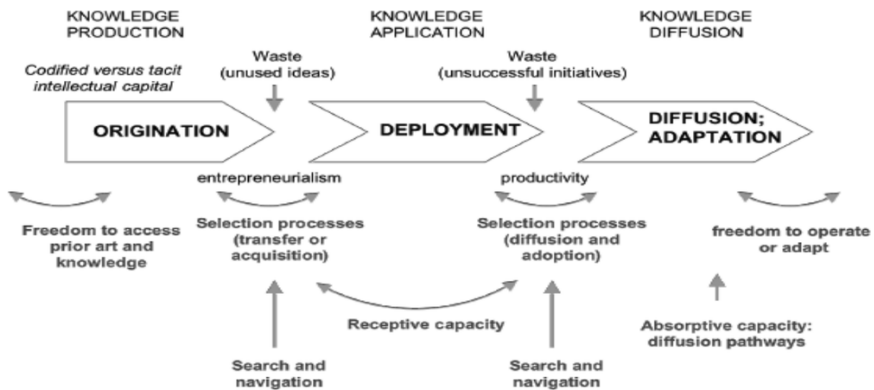 KNOWLEDGE
PRODUCTION
KNOWLEDGE
APPLICATION
KNOWLEDGE
DIFFUSION
Codified versus tacit
intellectual capital
Waste
(unused ideas)
Waste
(unsuccessful initiatives)
ORIGINATION
DEPLOYMENT
DIFFUSION;
ADAPTATION
entrepreneurialism
productivity
Freedom to access
prior art and
knowledge
Selection processes
(transfer or
acquisition)
Selection processes
(diffusion and
adoption)
freedom to operate
or adapt
Receptive capacity
Absorptive capacity:
diffusion pathways
Search and
navigation
Search and
navigation